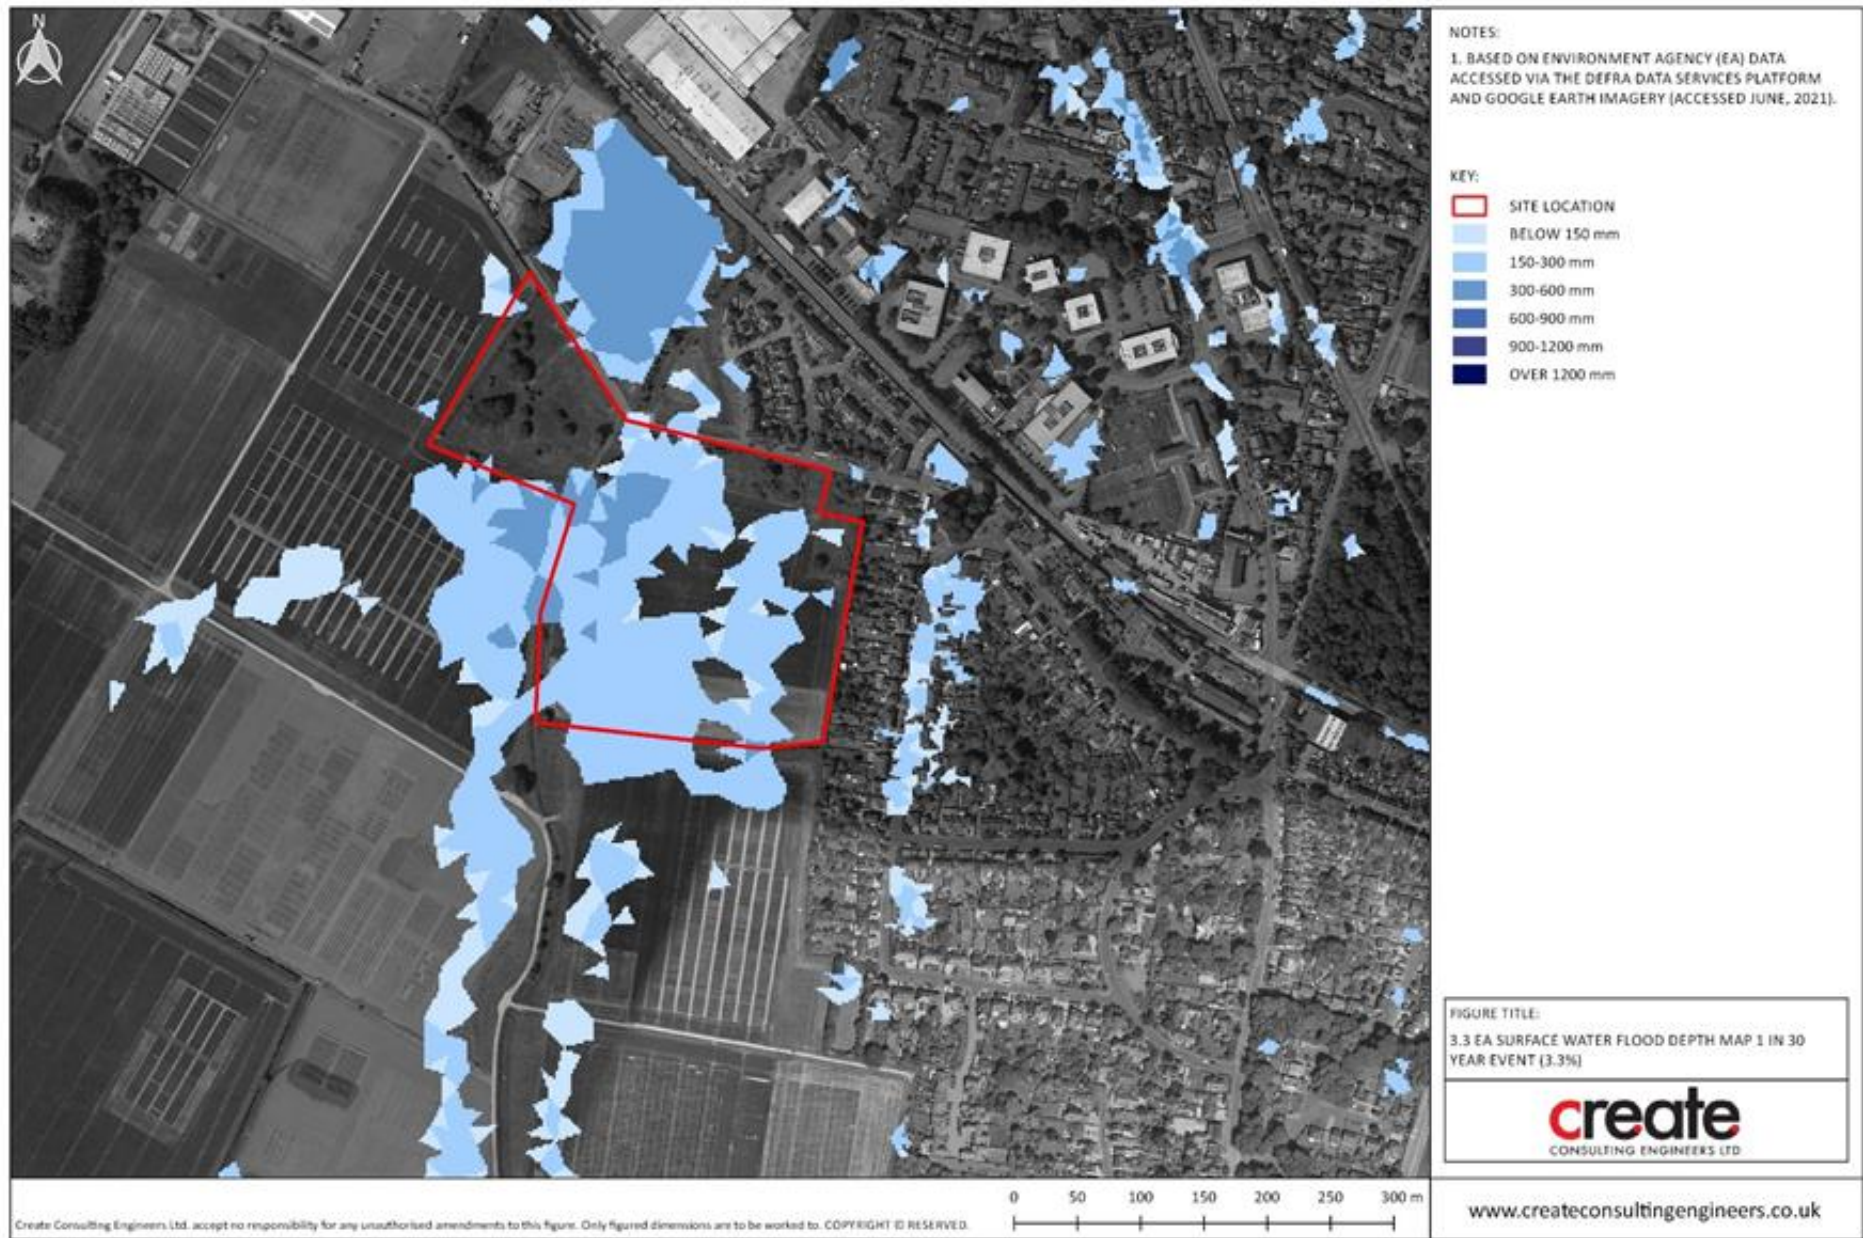 N
NOTES:
1. BASED ON ENVIRONMENT AGENCY (EA) DATA
ACCESSED VIA THE DEFRA DATA SERVICES PLATFORM
AND GOOGLE EARTH IMAGERY (ACCESSED JUNE, 2021).
KEY:
SITE LOCATION
BELOW 150 mm
150-300 mm
300-600 mm
600-900 mm
900-1200 mm
OVER 1200 mm
FIGURE TITLE:
3.3 EA SURFACE WATER FLOOD DEPTH MAP 1 IN 30
YEAR EVENT (3.3%)
create
CONSULTING ENGINEERS LTD
0 50 100 150 200 250 300 m
Create Consulting Engineers Ltd. accept no responsibility for any unauthorised amendments to this figure. Only figured dimensions are to be worked to. COPYRIGHT © RESERVED.
www.createconsultingengineers.co.uk